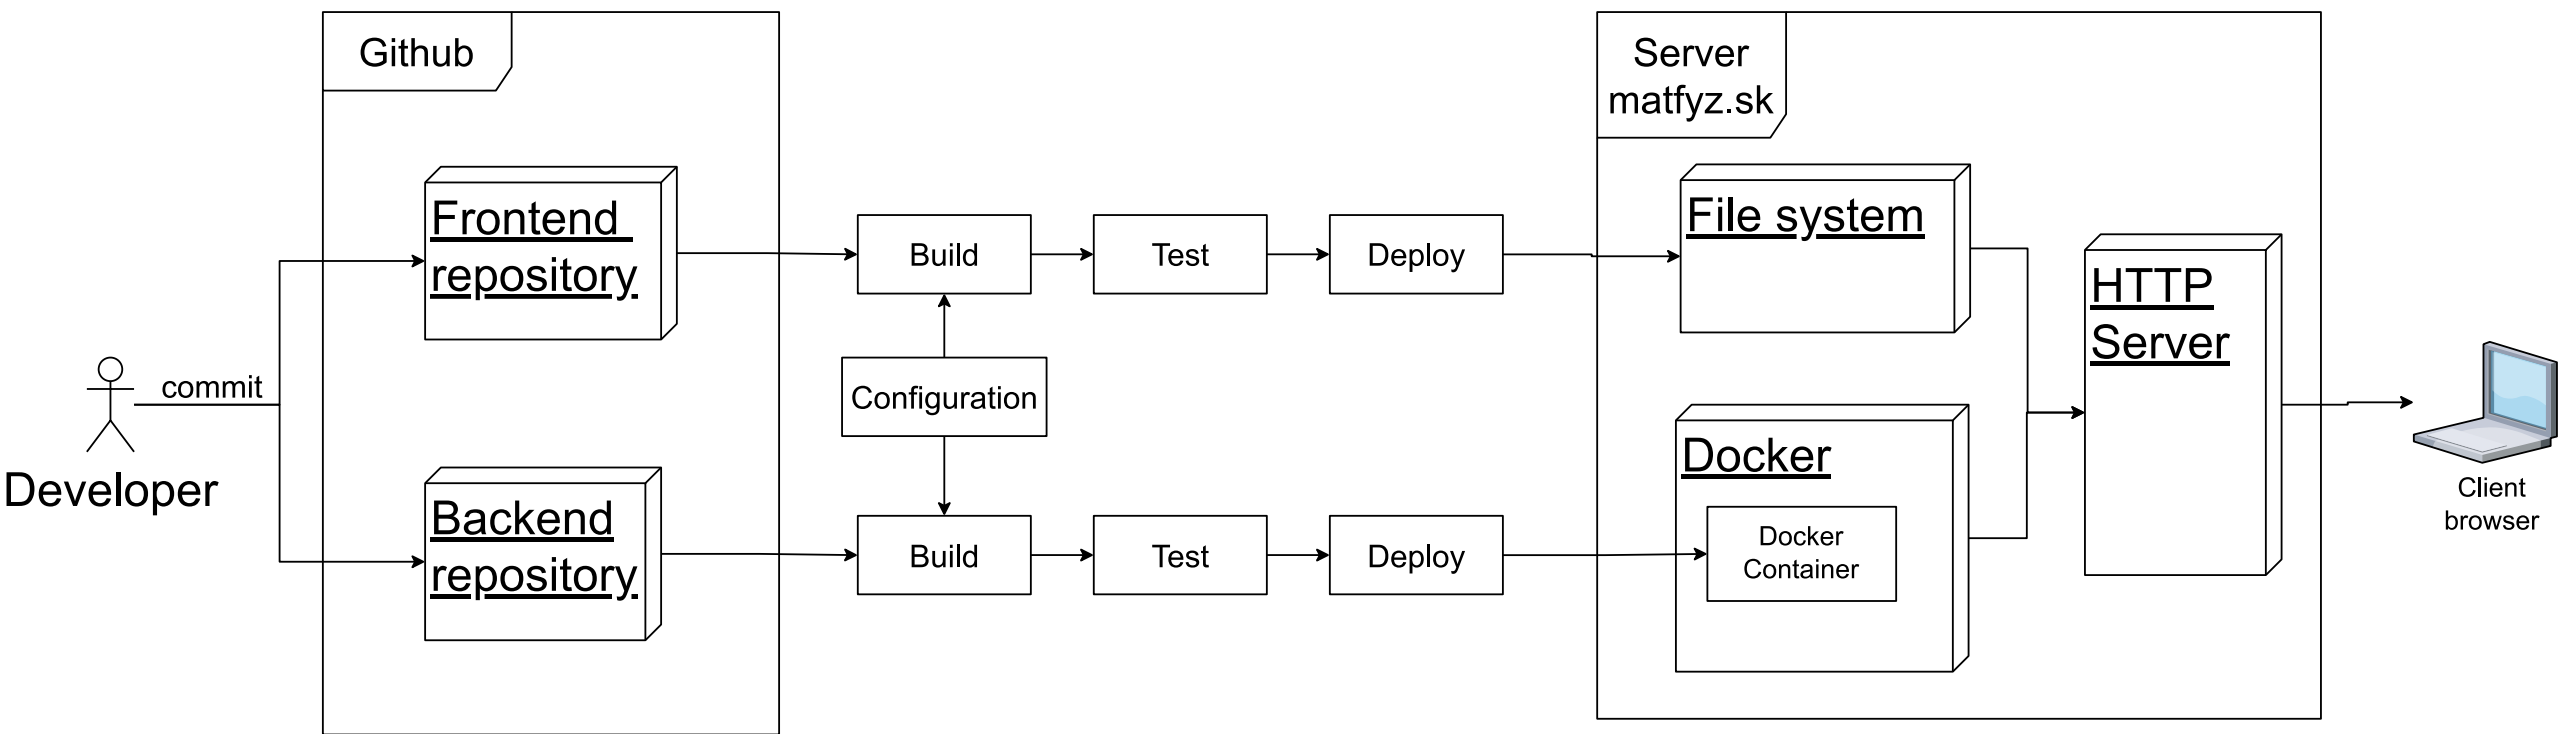 Github
Server
matfyz.sk
Frontend
repository
File system
Build
Test
Deploy
HTTP
Server
commit
Configuration
Developer
Docker
Client
browser
Backend
repository
Build
Test
Deploy
Docker
Container